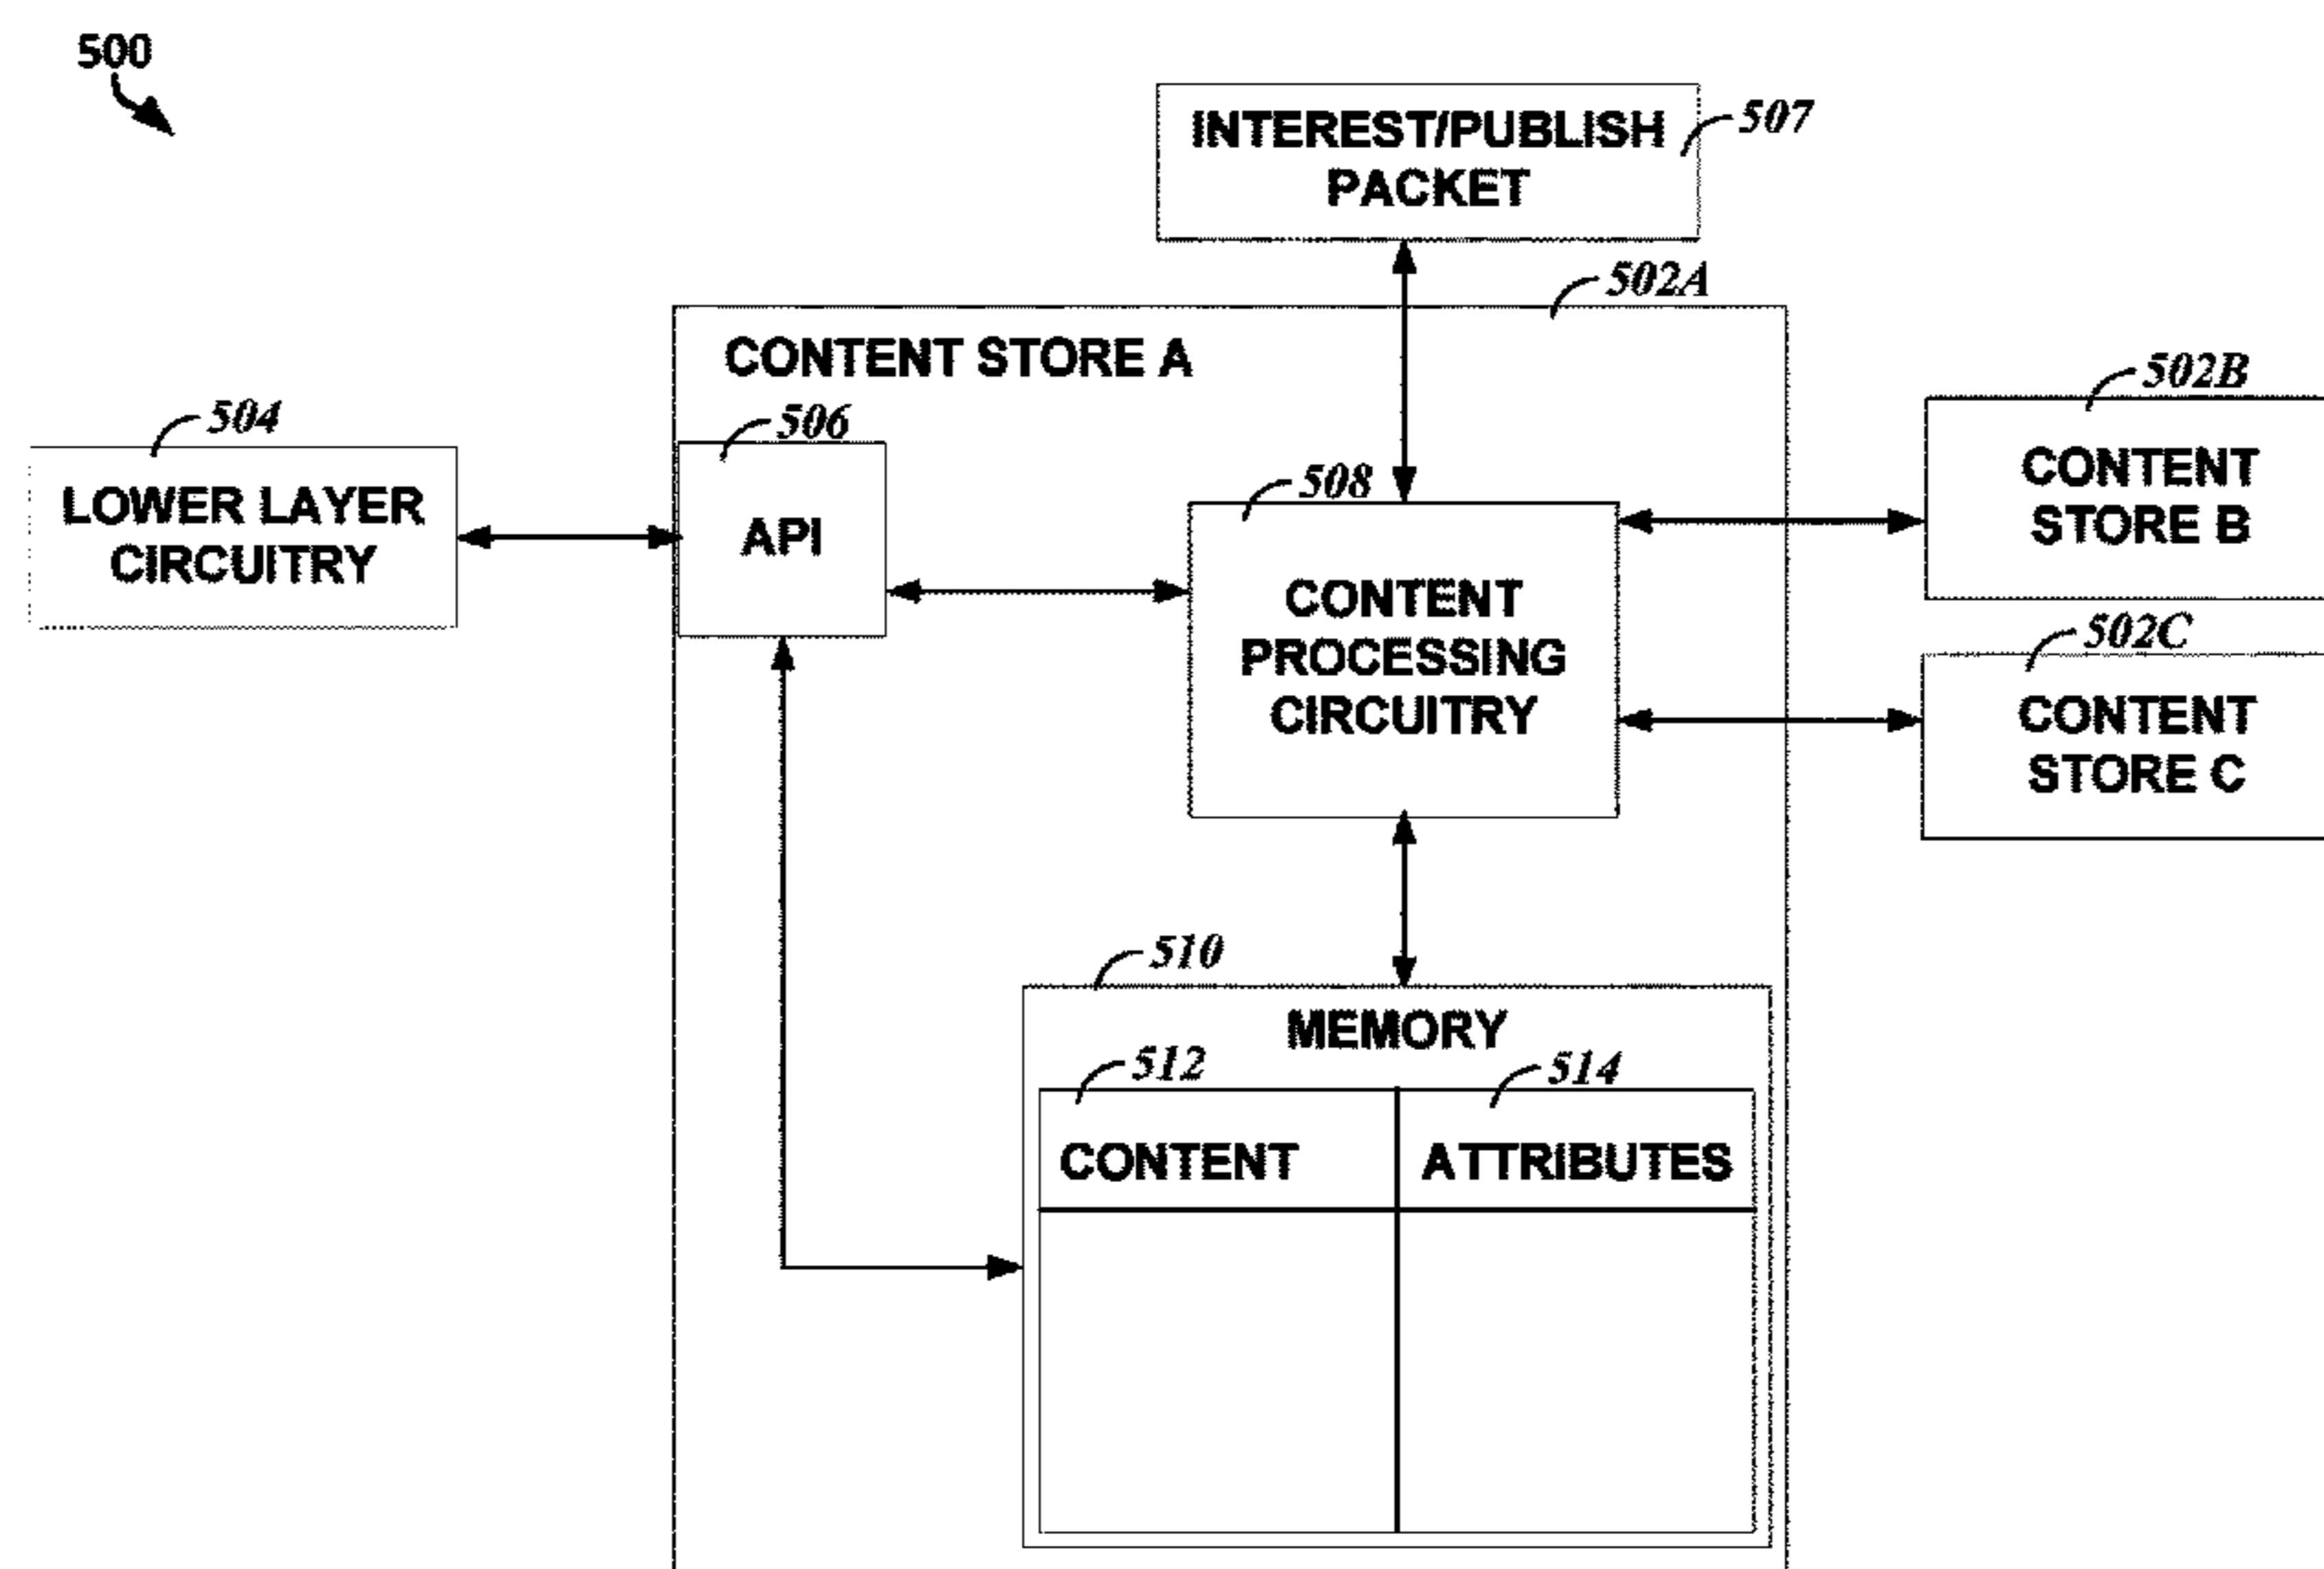 500
INTEREST/PUBLISH
PACKET
507
502A
CONTENT STORE A
502B
CONTENT
STORE B
504
LOWER LAYER
CIRCUITRY
506
API
508
CONTENT
PROCESSING
CIRCUITRY
502C
CONTENT
STORE C
510
MEMORY
512
514
CONTENT
ATTRIBUTES